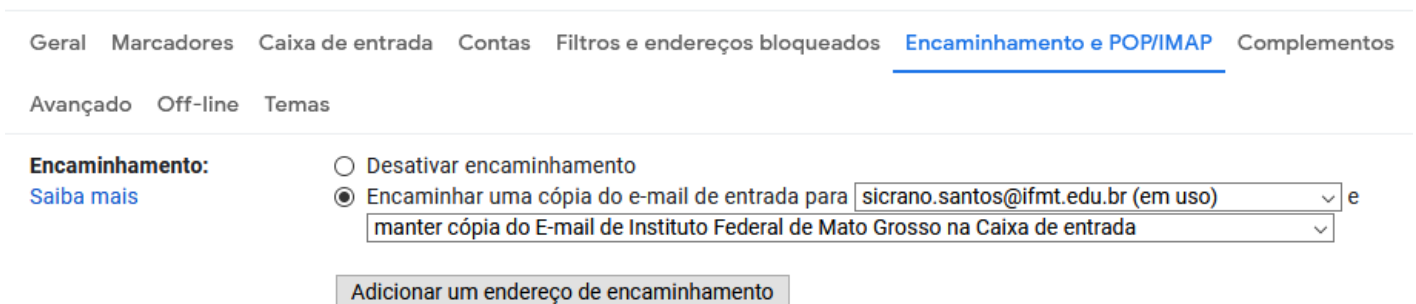 Geral Marcadores Caixa de entrada Contas Filtros e endereços bloqueados Encaminhamento e POP/IMAP Complementos
Avançado Off-line Temas
Encaminhamento: Desativar encaminhamento
Saiba mais Encaminhar uma cópia do e-mail de entrada para sicrano.santos@ifmt.edu.br (em uso) e
manter cópia do E-mail de Instituto Federal de Mato Grosso na Caixa de entrada
Adicionar um endereço de encaminhamento